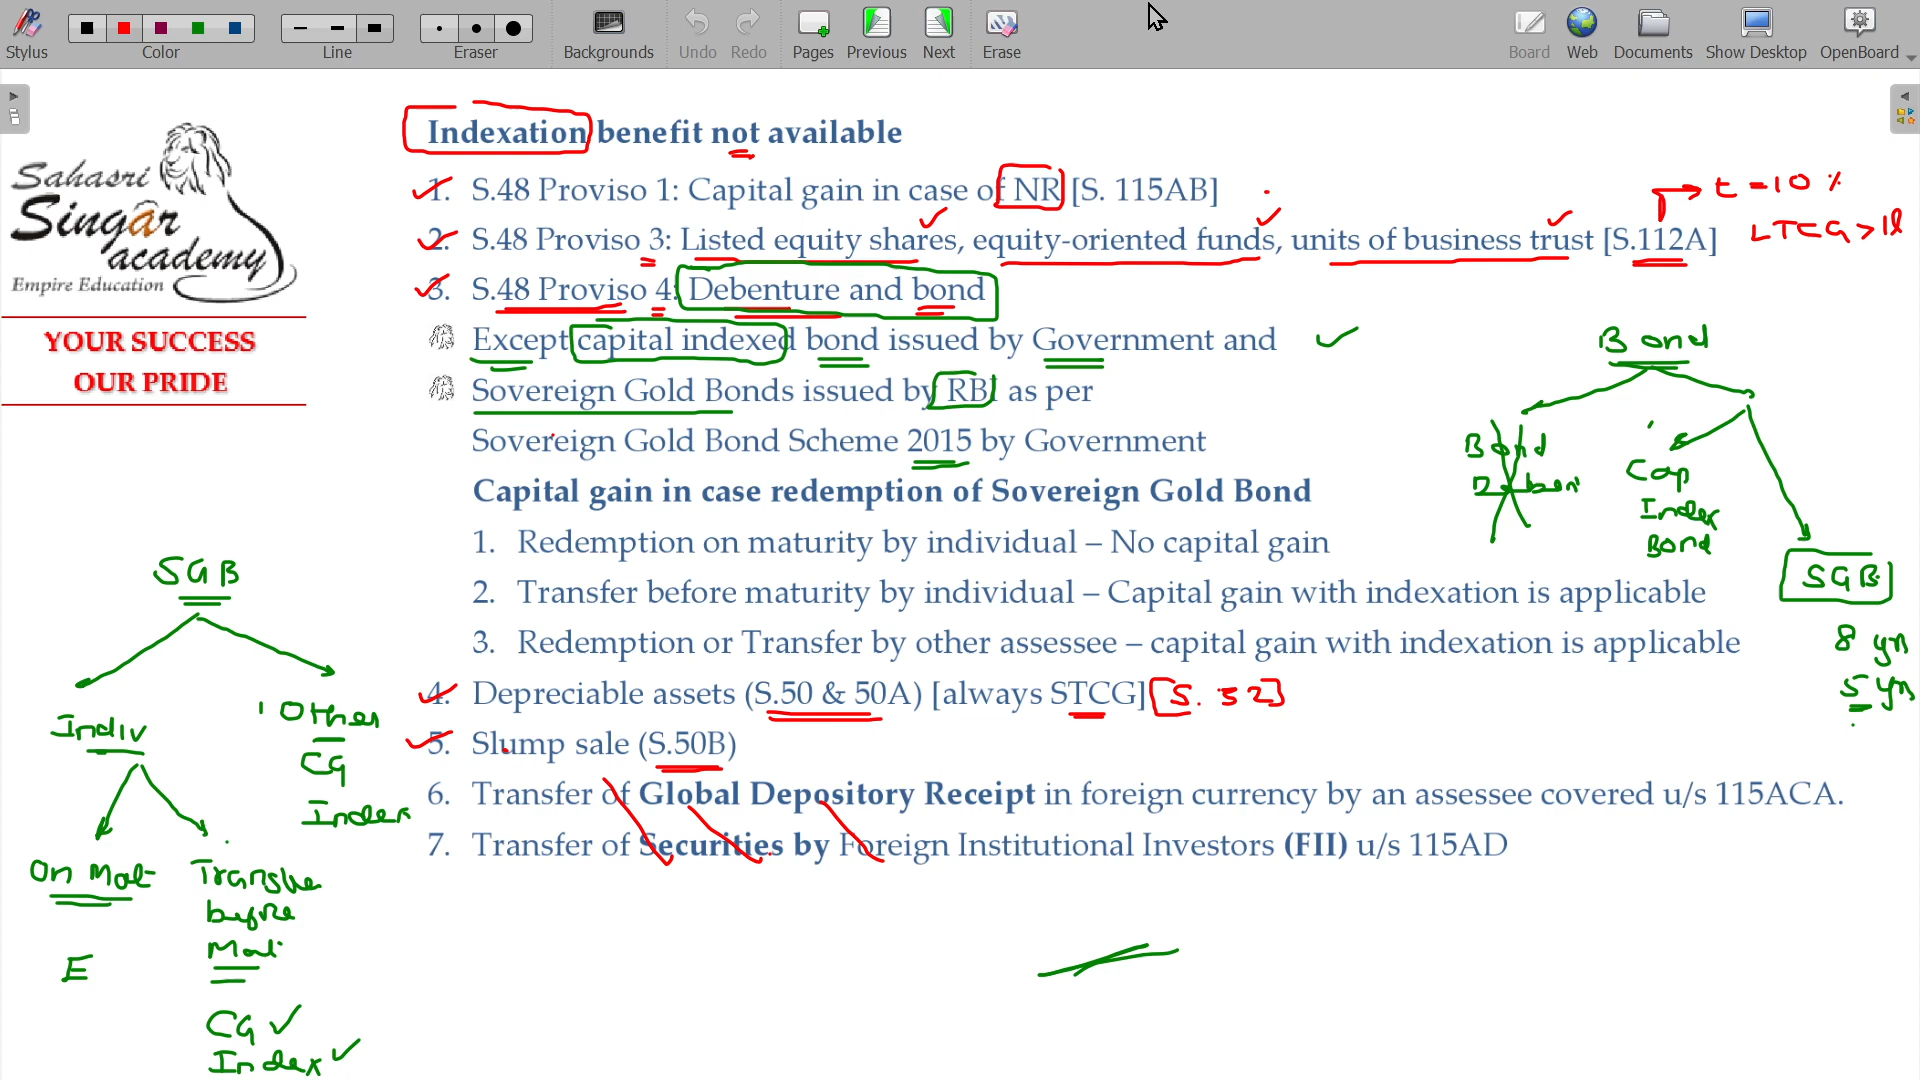 Stylus
Color
Line
Eraser
Backgrounds
Undo
Redo
Pages
Previous
Next
Erase
Board
Web
Documents
Show Desktop
OpenBoard
Sahasri
Singar
academy
Empire Education
YOUR SUCCESS
OUR PRIDE
Indexation benefit not available
1. S.48 Proviso 1: Capital gain in case of NR [S. 115AB]
t = 10 %
2. S.48 Proviso 3: Listed equity shares, equity-oriented funds, units of business trust [S.112A]
LTCG > 1l
3. S.48 Proviso 4: Debenture and bond
Except capital indexed bond issued by Government and
Sovereign Gold Bonds issued by RBI as per
Sovereign Gold Bond Scheme 2015 by Government
Capital gain in case redemption of Sovereign Gold Bond
1. Redemption on maturity by individual – No capital gain
2. Transfer before maturity by individual – Capital gain with indexation is applicable
3. Redemption or Transfer by other assessee – capital gain with indexation is applicable
4. Depreciable assets (S.50 & 50A) [always STCG] [S. 52]
5. Slump sale (S.50B)
6. Transfer of Global Depository Receipt in foreign currency by an assessee covered u/s 115ACA.
7. Transfer of Securities by Foreign Institutional Investors (FII) u/s 115AD
Bond
Bond
Cap
Index
Bond
SGB
8 yrs
5 yrs
SGB
Indiv
Other
CG
Index
On Mat
E
Transfer
before
Mat
CG ✓
Index ✓